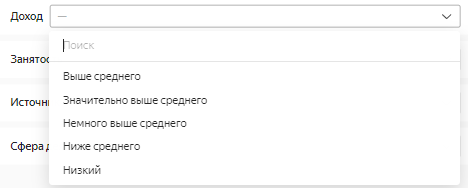 Доход —
Поиск
Занятос
Выше среднего
Значительно выше среднего
Источни
Немного выше среднего
Ниже среднего
Сфера д
Низкий